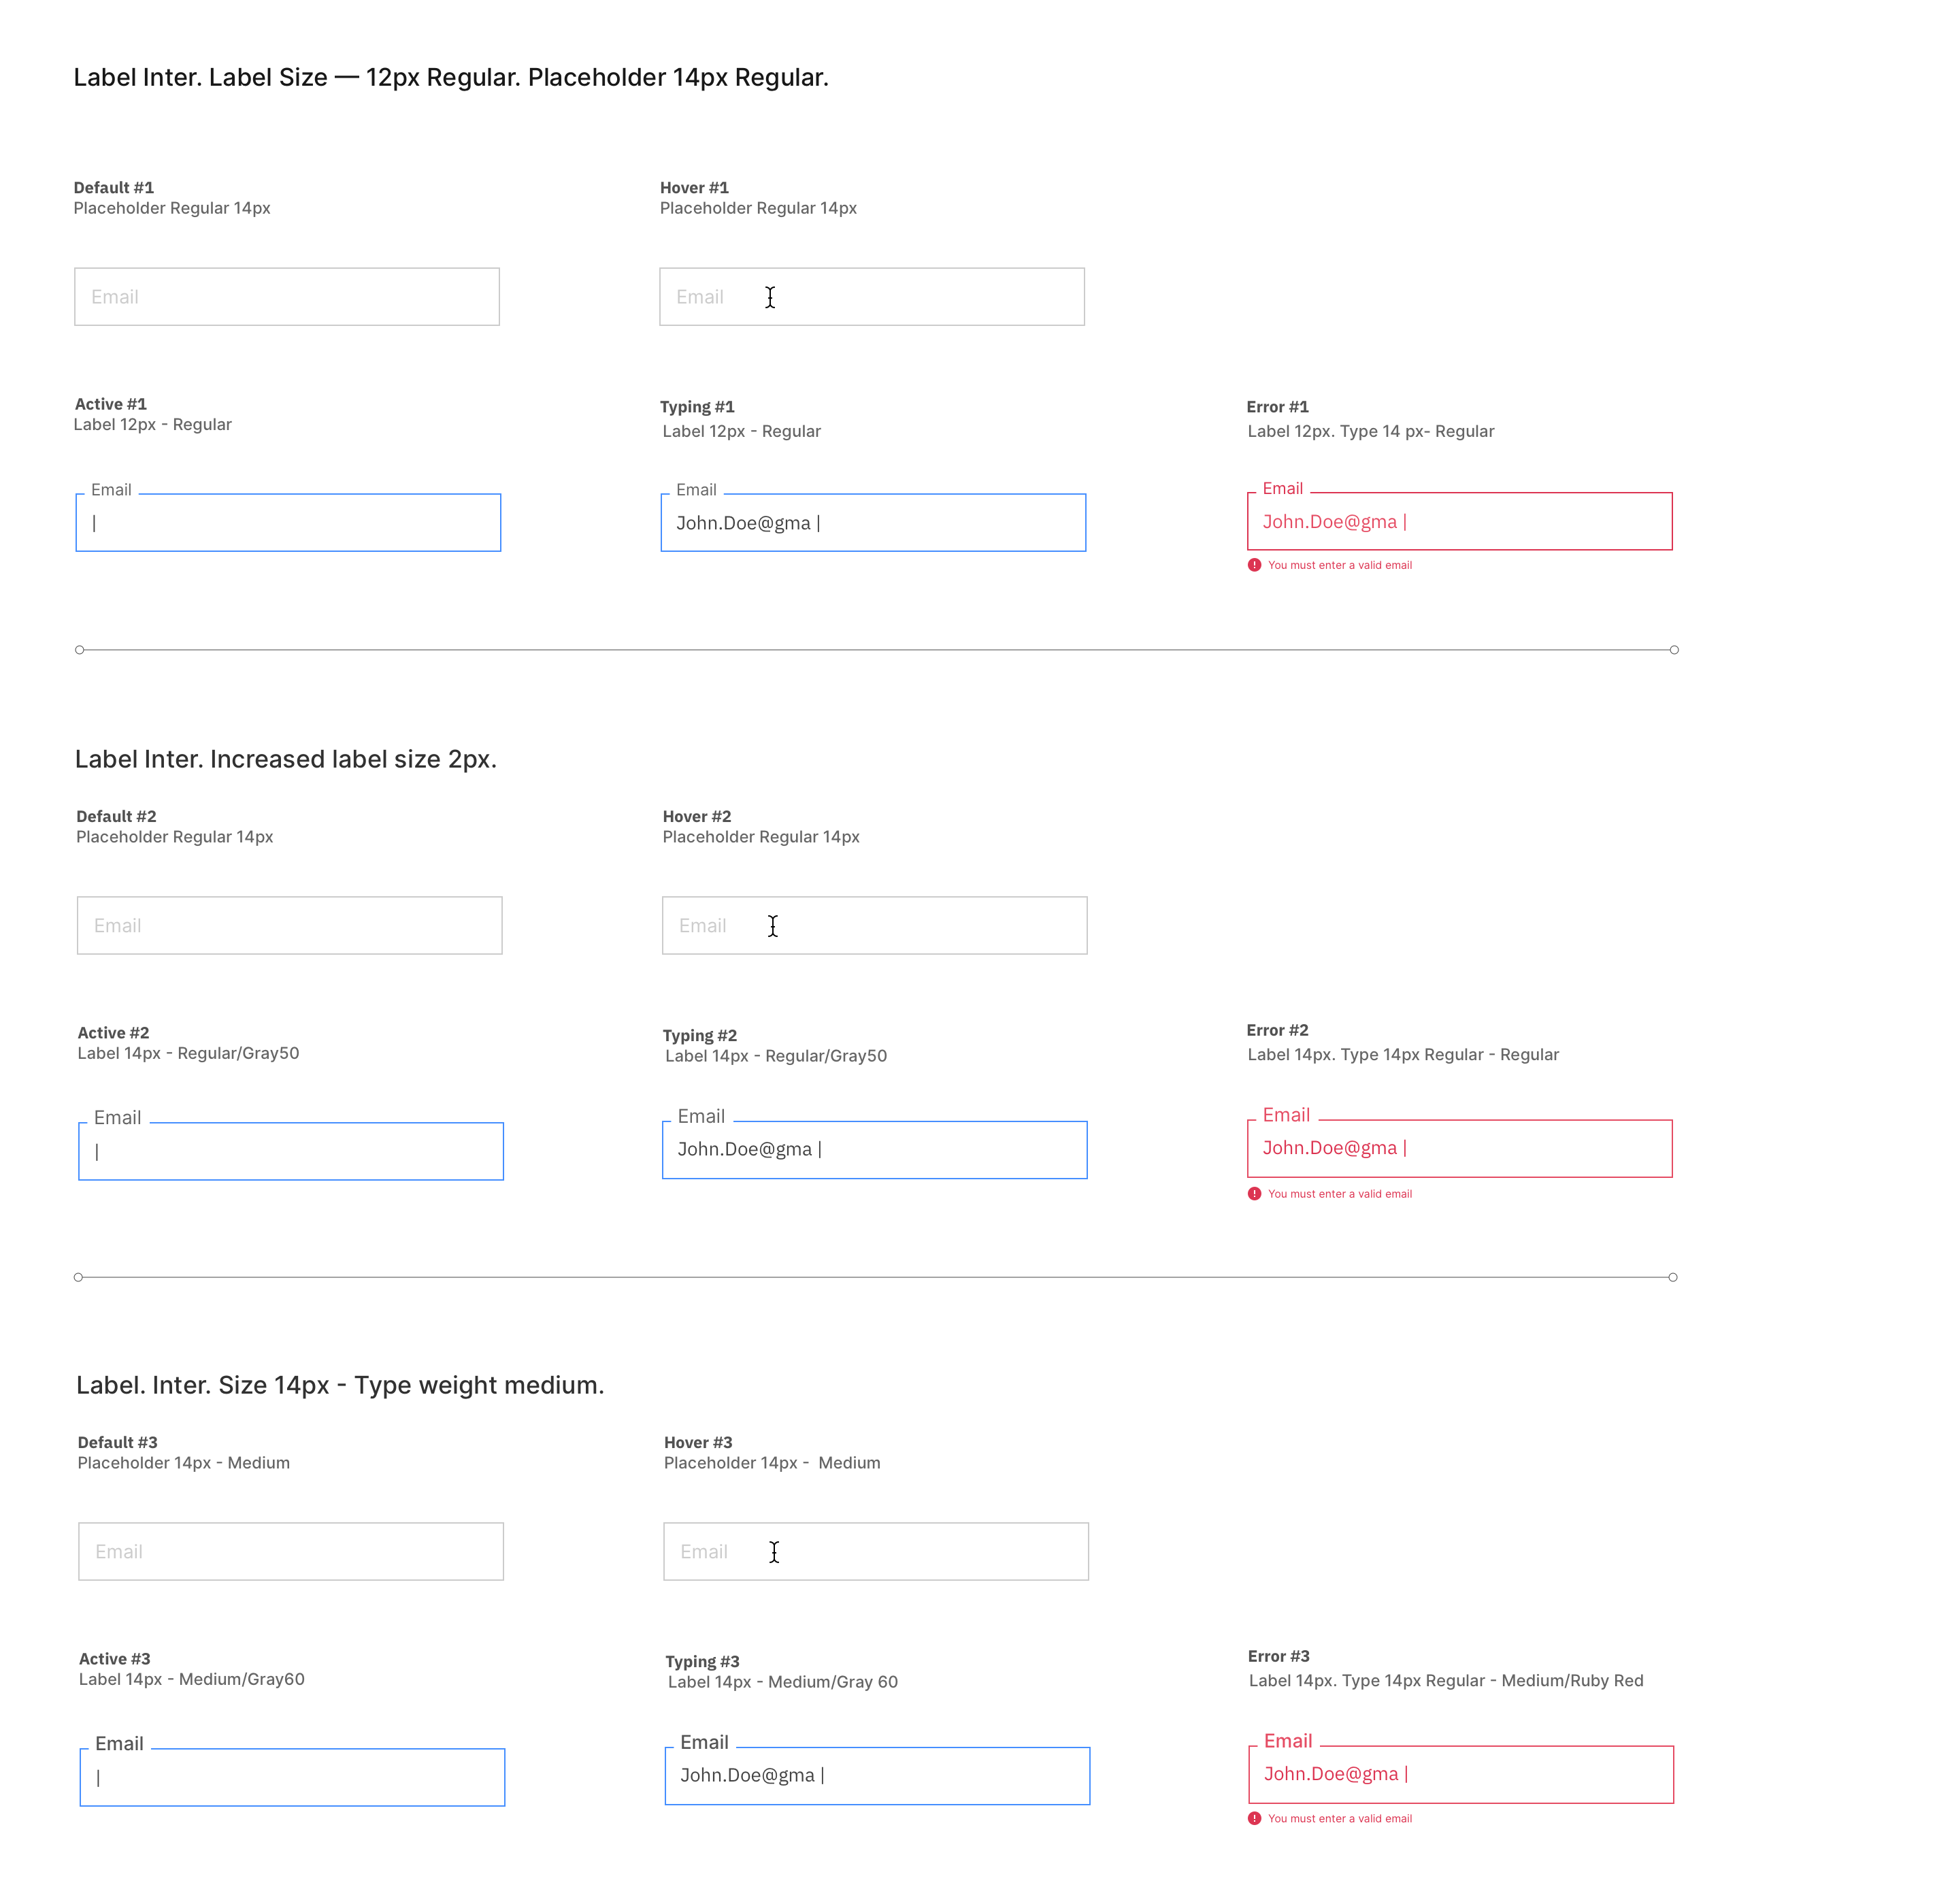 Label Inter. Label Size — 12px Regular. Placeholder 14px Regular.
Default #1
Placeholder Regular 14px
Hover #1
Placeholder Regular 14px
Email
Email
Active #1
Label 12px - Regular
Typing #1
Label 12px - Regular
Error #1
Label 12px. Type 14 px- Regular
Email
|
Email
John.Doe@gma |
Email
John.Doe@gma |
You must enter a valid email
Label Inter. Increased label size 2px.
Default #2
Placeholder Regular 14px
Hover #2
Placeholder Regular 14px
Email
Email
Active #2
Label 14px - Regular/Gray50
Typing #2
Label 14px - Regular/Gray50
Error #2
Label 14px. Type 14px Regular - Regular
Email
|
Email
John.Doe@gma |
Email
John.Doe@gma |
You must enter a valid email
Label. Inter. Size 14px - Type weight medium.
Default #3
Placeholder 14px - Medium
Hover #3
Placeholder 14px -  Medium
Email
Email
Active #3
Label 14px - Medium/Gray60
Typing #3
Label 14px - Medium/Gray 60
Error #3
Label 14px. Type 14px Regular - Medium/Ruby Red
Email
|
Email
John.Doe@gma |
Email
John.Doe@gma |
You must enter a valid email